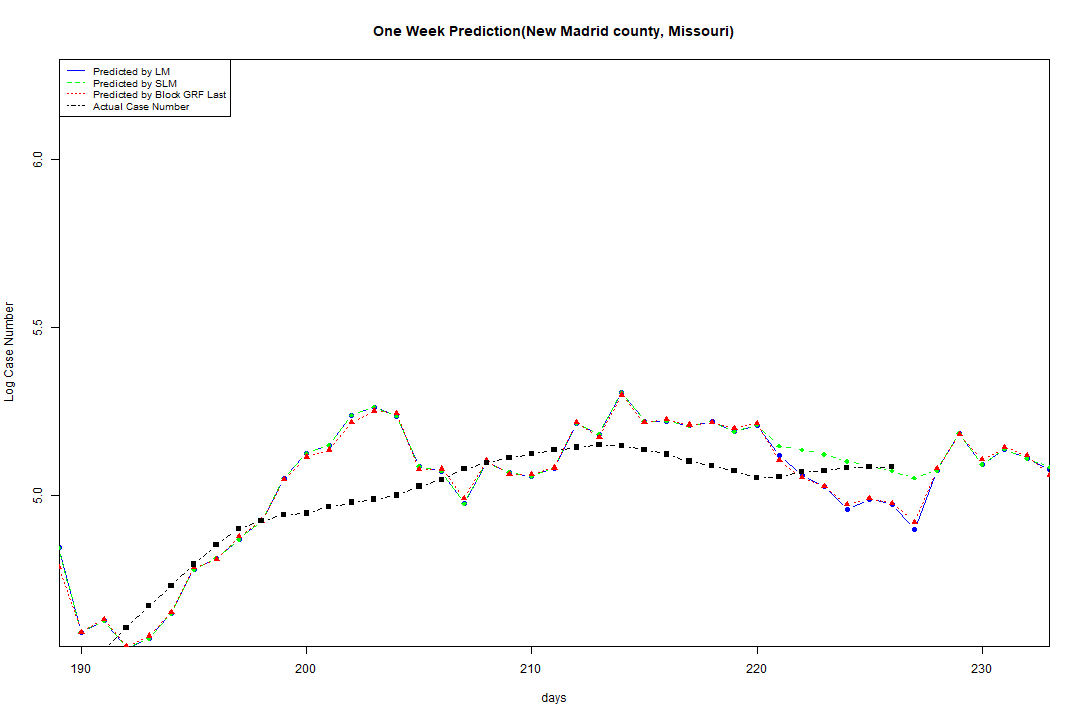 One Week Prediction(New Madrid county, Missouri)
Predicted by LM
Predicted by SLM
Predicted by Block GRF Last
Actual Case Number
Log Case Number
6.0
5.5
5.0
190 200 210 220 230
days